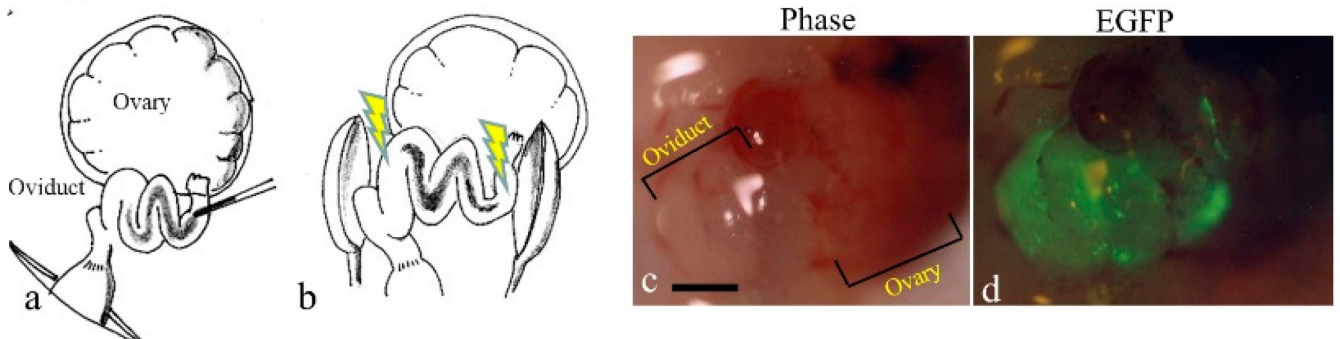 Phase
EGFP
Ovary
Oviduct
a
b
Oviduct
Ovary
c
d